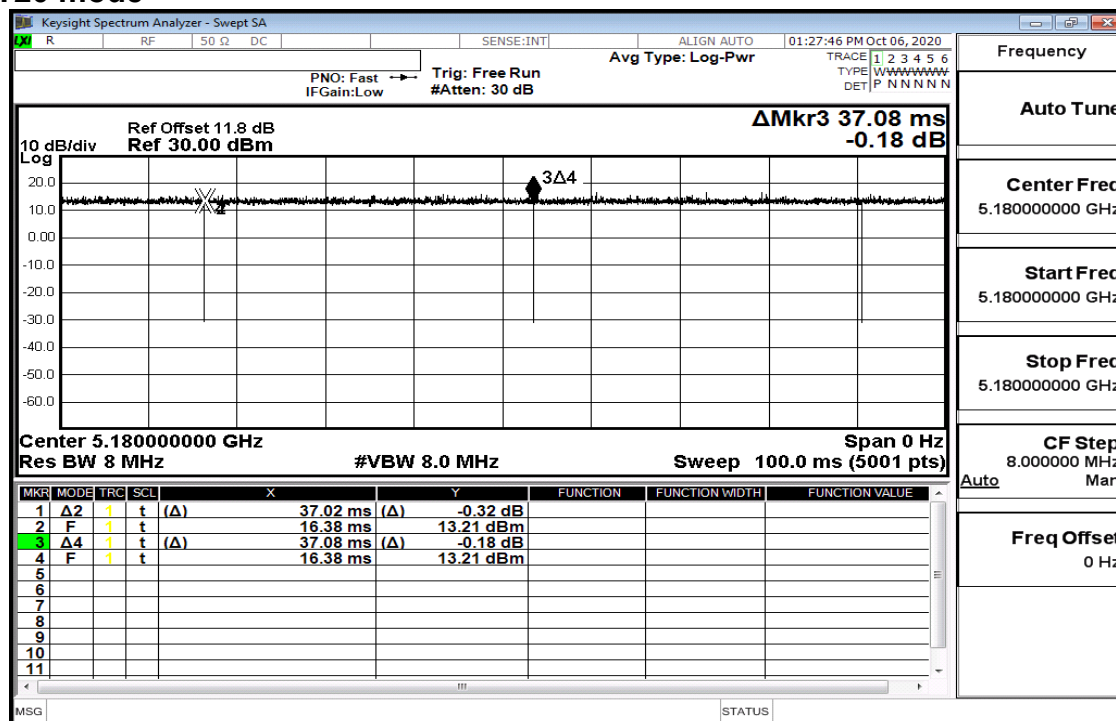 Keysight Spectrum Analyzer - Swept SA
LXI R RF 50 Ω DC SENSE:INT ALIGN AUTO 01:27:46 PM Oct 06, 2020
Frequency
Avg Type: Log-Pwr TRACE 1 2 3 4 5 6
PNO: Fast Trig: Free Run TYPE WWWWWW
IFGain:Low #Atten: 30 dB DET P N N N N N
Auto Tune
ΔMkr3 37.08 ms
Ref Offset 11.8 dB
10 dB/div Ref 30.00 dBm -0.18 dB
Log
20.0
10.0
0.00
-10.0
-20.0
-30.0
-40.0
-50.0
-60.0
3Δ4
Center 5.180000000 GHz Span 0 Hz
Res BW 8 MHz #VBW 8.0 MHz Sweep 100.0 ms (5001 pts)
MKR MODE TRC SCL X Y FUNCTION FUNCTION WIDTH FUNCTION VALUE
1 Δ2 1 t (Δ) 37.02 ms (Δ) -0.32 dB
2 F 1 t 16.38 ms 13.21 dBm
3 Δ4 1 t (Δ) 37.08 ms (Δ) -0.18 dB
4 F 1 t 16.38 ms 13.21 dBm
5
6
7
8
9
10
11
Center Freq
5.180000000 GHz
Start Freq
5.180000000 GHz
Stop Freq
5.180000000 GHz
CF Step
8.000000 MHz
Auto Man
Freq Offset
0 Hz
MSG STATUS